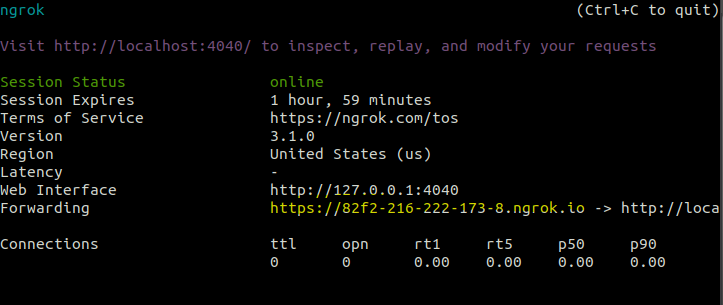 ngrok (Ctrl+C to quit)
Visit http://localhost:4040/ to inspect, replay, and modify your requests
Session Status online
Session Expires 1 hour, 59 minutes
Terms of Service https://ngrok.com/tos
Version 3.1.0
Region United States (us)
Latency -
Web Interface http://127.0.0.1:4040
Forwarding https://82f2-216-222-173-8.ngrok.io -> http://loca
Connections ttl opn rt1 rt5 p50 p90
0 0 0.00 0.00 0.00 0.00